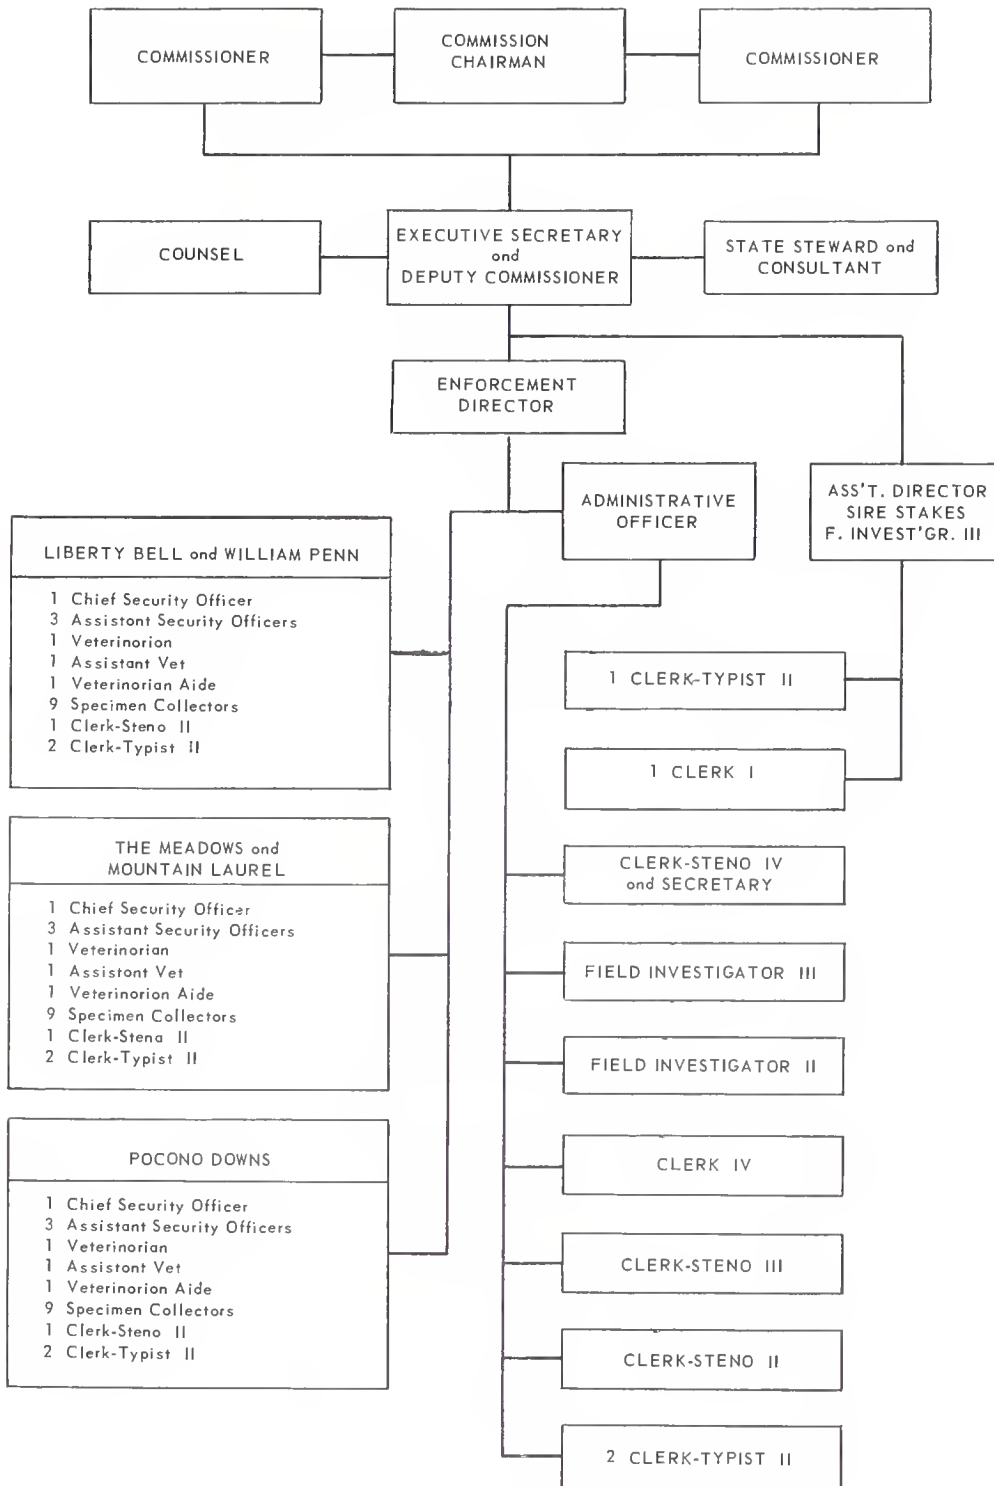 COMMISSIONER
COMMISSION
CHAIRMAN
COMMISSIONER
COUNSEL
EXECUTIVE SECRETARY
and
DEPUTY COMMISSIONER
STATE STEWARD and
CONSULTANT
ENFORCEMENT
DIRECTOR
ADMINISTRATIVE
OFFICER
ASS'T. DIRECTOR
SIRE STAKES
F. INVEST'GR. III
LIBERTY BELL and WILLIAM PENN
1 Chief Security Officer
3 Assistont Security Officers
1 Veterinorion
1 Assistant Vet
1 Veterinorion Aide
9 Specimen Collectors
1 Clerk-Steno II
2 Clerk-Typist II
1 CLERK-TYPIST II
1 CLERK I
THE MEADOWS and
MOUNTAIN LAUREL
1 Chief Security Officer
3 Assistant Security Officers
1 Veterinorian
1 Assistont Vet
1 Veterinorion Aide
9 Specimen Collectors
1 Clerk-Stena II
2 Clerk-Typist II
CLERK-STENO IV
and SECRETARY
FIELD INVESTIGATOR III
FIELD INVESTIGATOR II
POCONO DOWNS
1 Chief Security Officer
3 Assistant Security Officers
1 Veterinorian
1 Assistont Vet
1 Veterinorion Aide
9 Specimen Collectors
1 Clerk-Steno II
2 Clerk-Typist II
CLERK IV
CLERK-STENO III
CLERK-STENO II
2 CLERK-TYPIST II